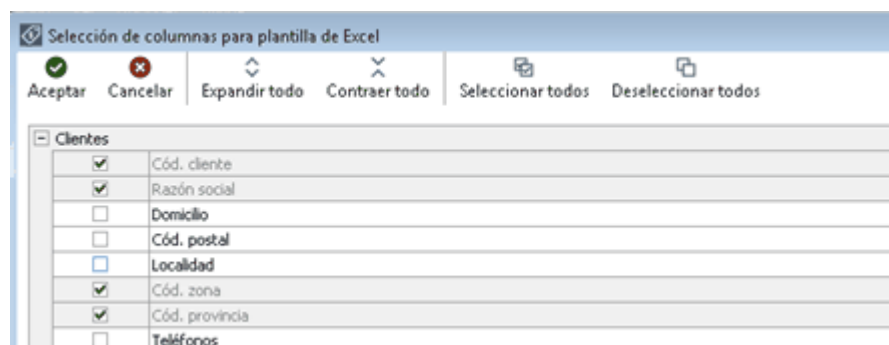 Selección de columnas para plantilla de Excel
Aceptar Cancelar Expandir todo Contraer todo Seleccionar todos Deseleccionar todos
Clientes
Cód. cliente
Razón social
Domicilio
Cód. postal
Localidad
Cód. zona
Cód. provincia
Teléfonos